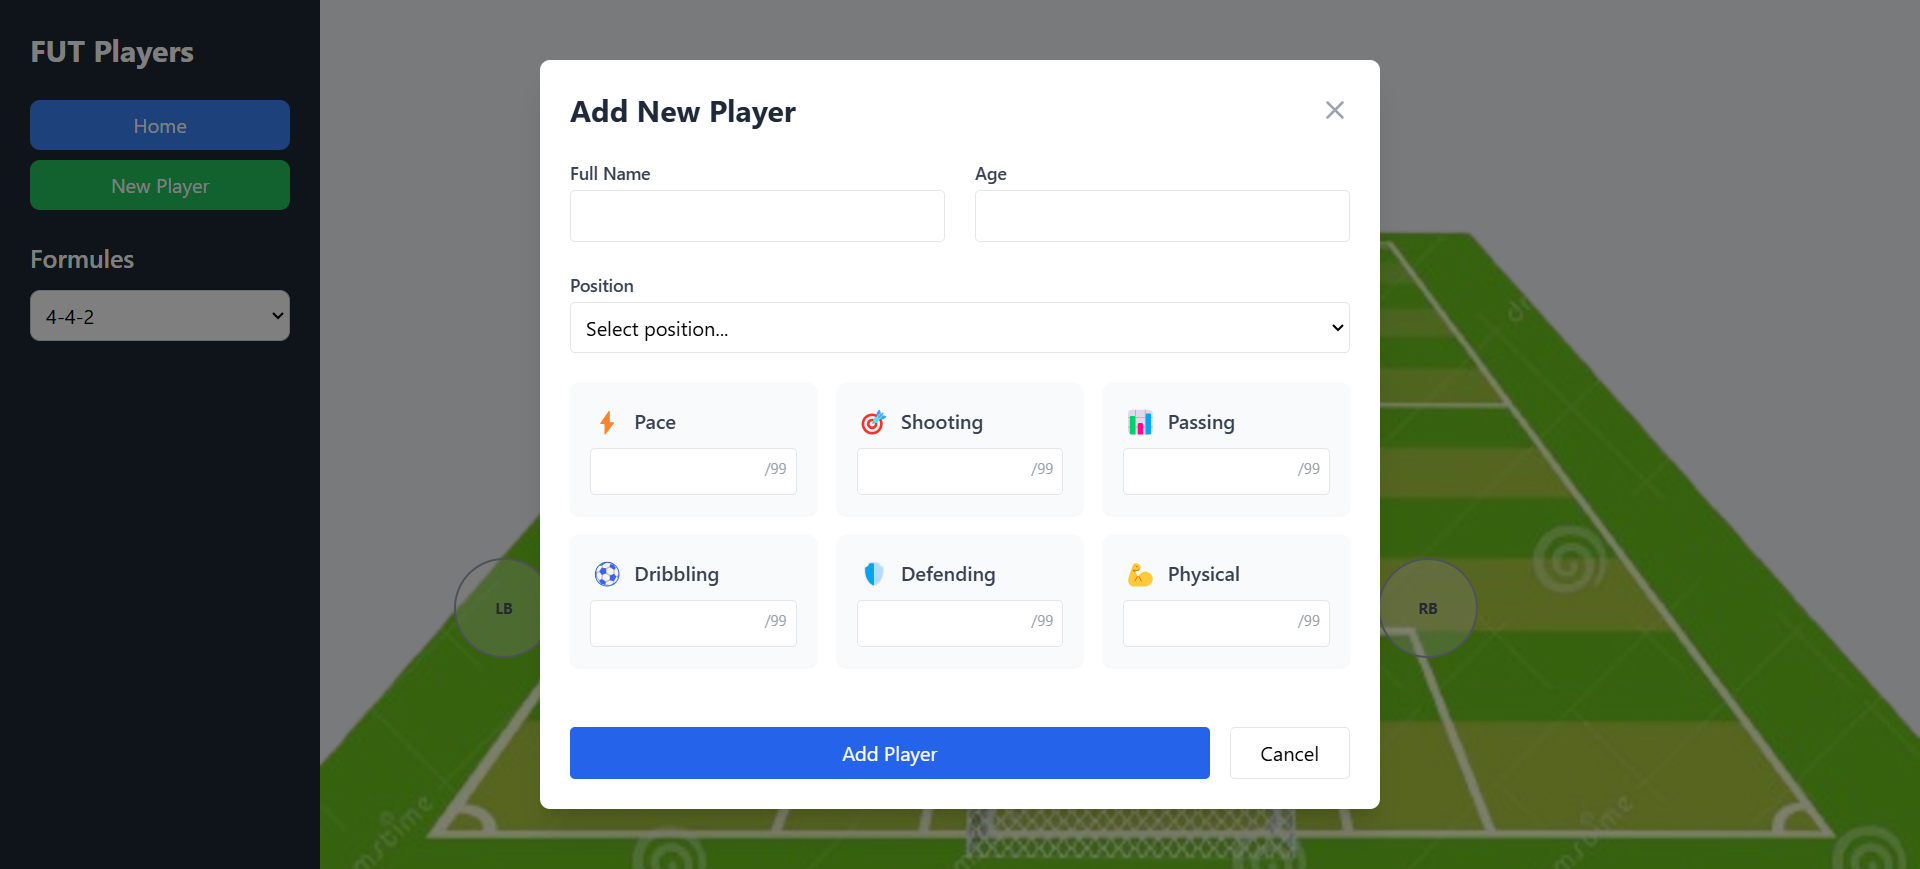 FUT Players
Home
New Player
Formules
4-4-2
Add New Player
Full Name
Age
Position
Select position...
Pace
/99
Shooting
/99
Passing
/99
Dribbling
/99
Defending
/99
Physical
/99
Add Player
Cancel
LB
RB